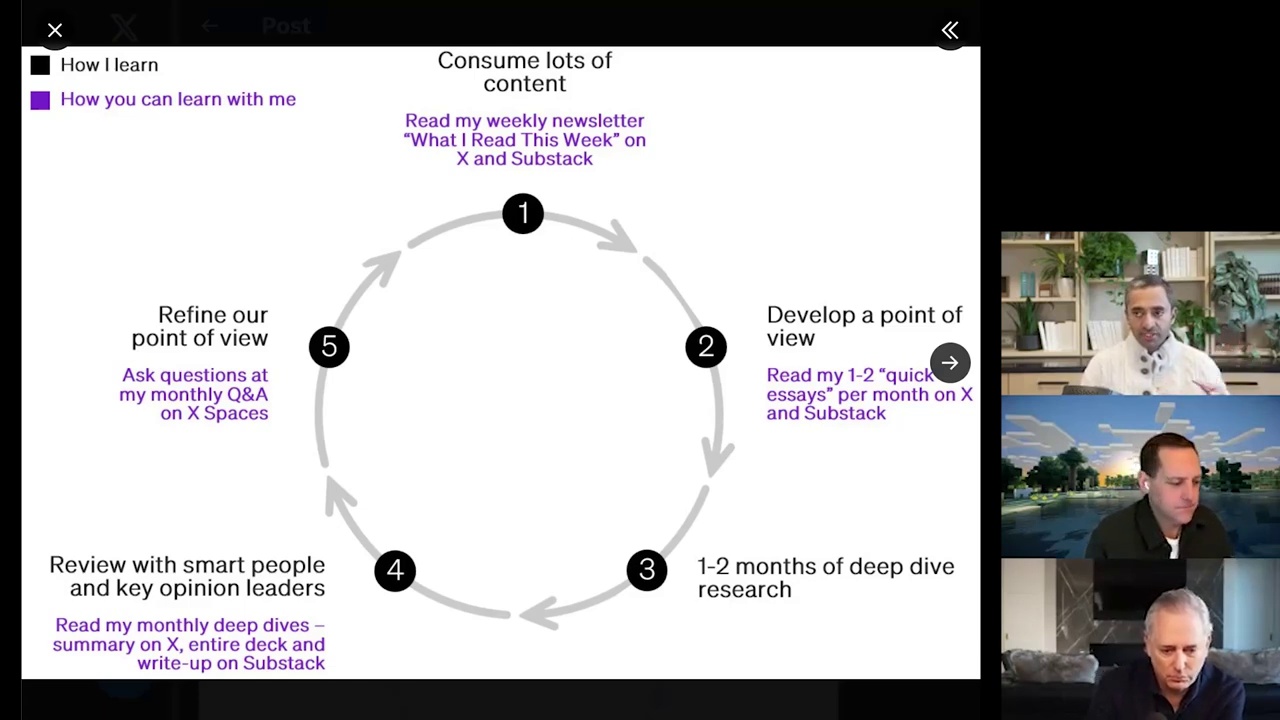 Post
How I learn
How you can learn with me
Consume lots of
content
Read my weekly newsletter
“What I Read This Week” on
X and Substack
1
2
Develop a point of
view
Read my 1-2 “quick
essays” per month on X
and Substack
3
1-2 months of deep dive
research
4
Review with smart people
and key opinion leaders
Read my monthly deep dives –
summary on X, entire deck and
write-up on Substack
5
Refine our
point of view
Ask questions at
my monthly Q&A
on X Spaces